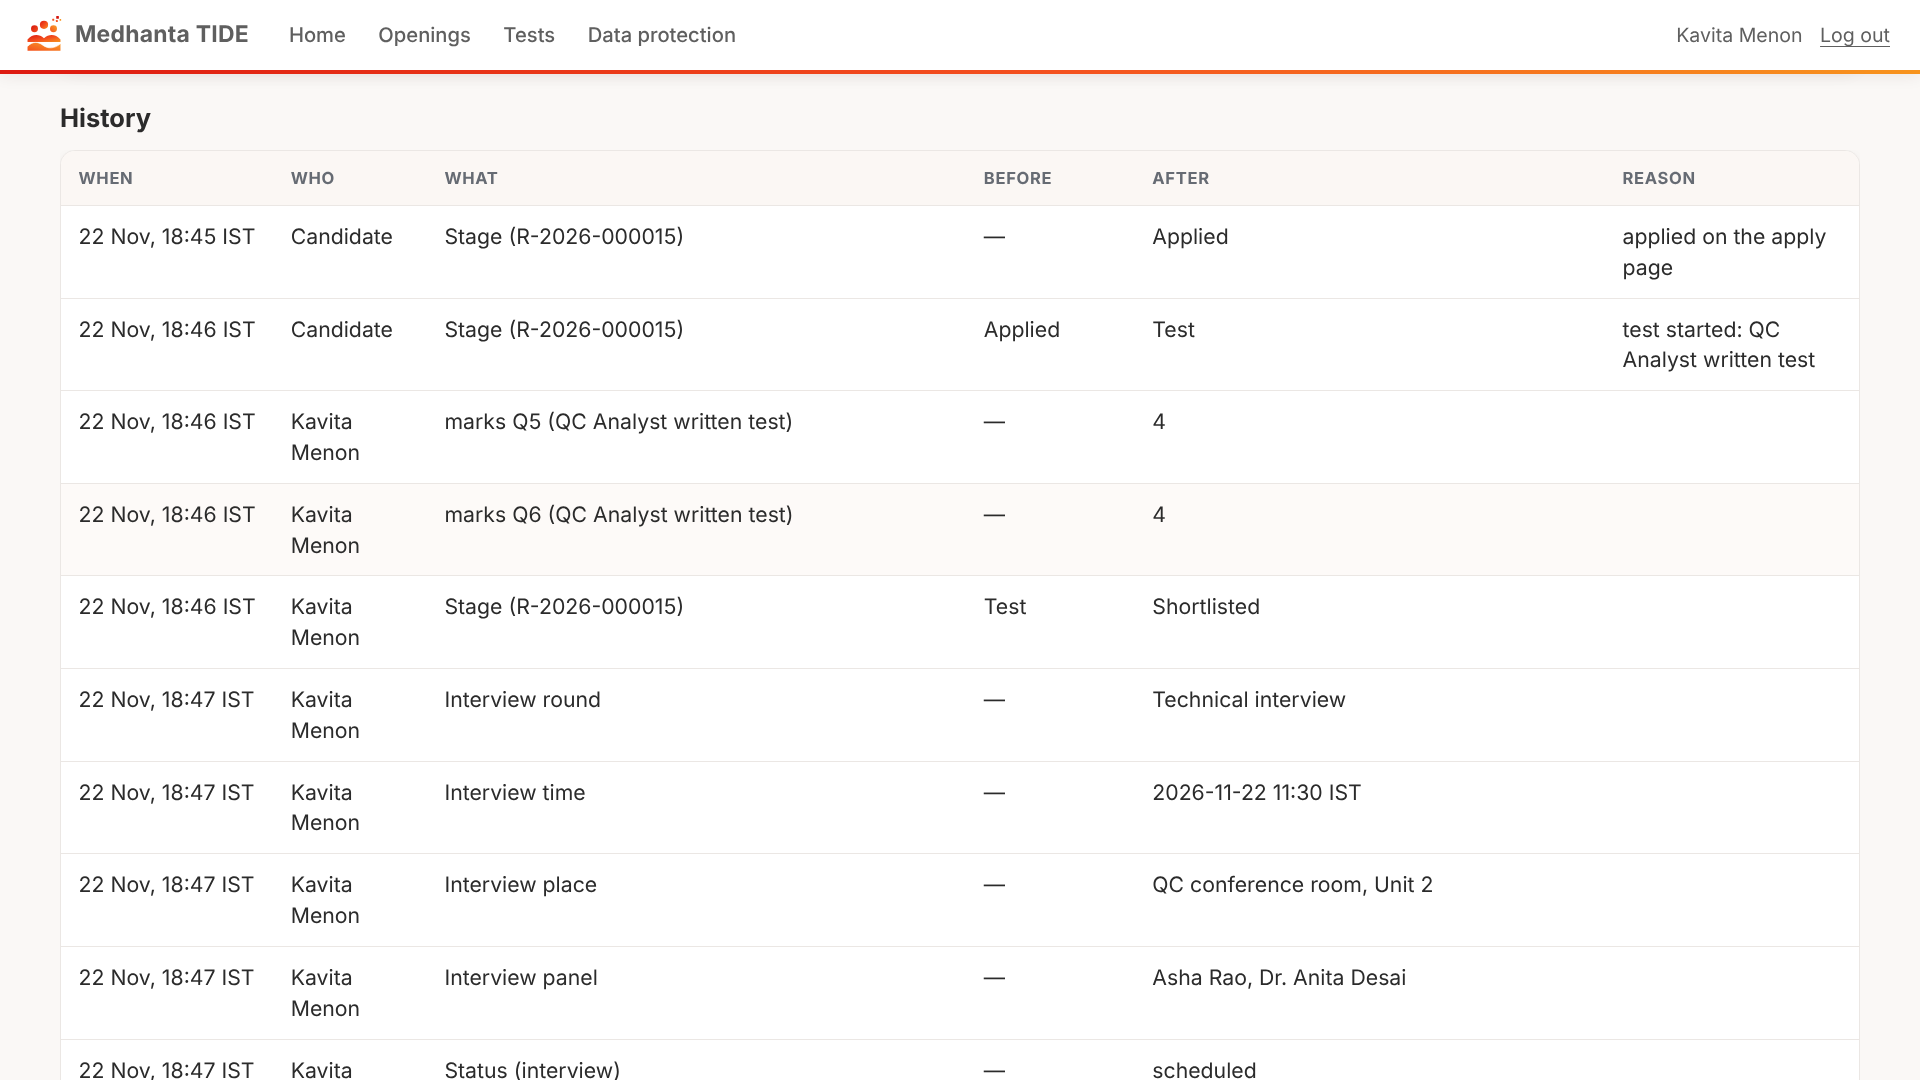 Medhanta TIDE Home Openings Tests Data protection Kavita Menon Log out
History
WHEN WHO WHAT BEFORE AFTER REASON
22 Nov, 18:45 IST Candidate Stage (R-2026-000015) — Applied applied on the apply
page
22 Nov, 18:46 IST Candidate Stage (R-2026-000015) Applied Test test started: QC
Analyst written test
22 Nov, 18:46 IST Kavita marks Q5 (QC Analyst written test) — 4
Menon
22 Nov, 18:46 IST Kavita marks Q6 (QC Analyst written test) — 4
Menon
22 Nov, 18:46 IST Kavita Stage (R-2026-000015) Test Shortlisted
Menon
22 Nov, 18:47 IST Kavita Interview round — Technical interview
Menon
22 Nov, 18:47 IST Kavita Interview time — 2026-11-22 11:30 IST
Menon
22 Nov, 18:47 IST Kavita Interview place — QC conference room, Unit 2
Menon
22 Nov, 18:47 IST Kavita Interview panel — Asha Rao, Dr. Anita Desai
Menon
22 Nov, 18:47 IST Kavita Status (interview) — scheduled